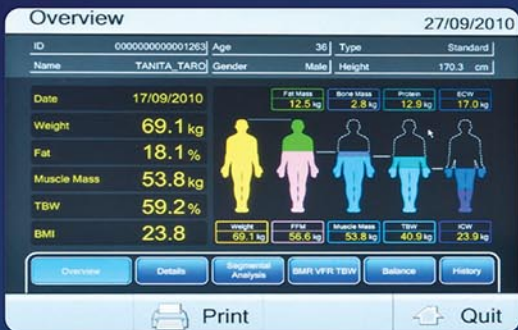 Overview
27/09/2010
ID 0000000000001263 Age 36 Type Standard
Name TANITA_TARO Gender Male Height 170.3 cm
Date 17/09/2010
Weight 69.1 kg
Fat 18.1 %
Muscle Mass 53.8 kg
TBW 59.2 %
BMI 23.8
Fat Mass Bone Mass Protein ECW
12.5 kg 2.8 kg 12.9 kg 17.0 kg
Weight FFM Muscle Mass TBW ICW
69.1 kg 56.6 kg 53.8 kg 40.9 kg 23.9 kg
Overview Details Segmental Analysis BMR VFR TBW Balance History
Print Quit